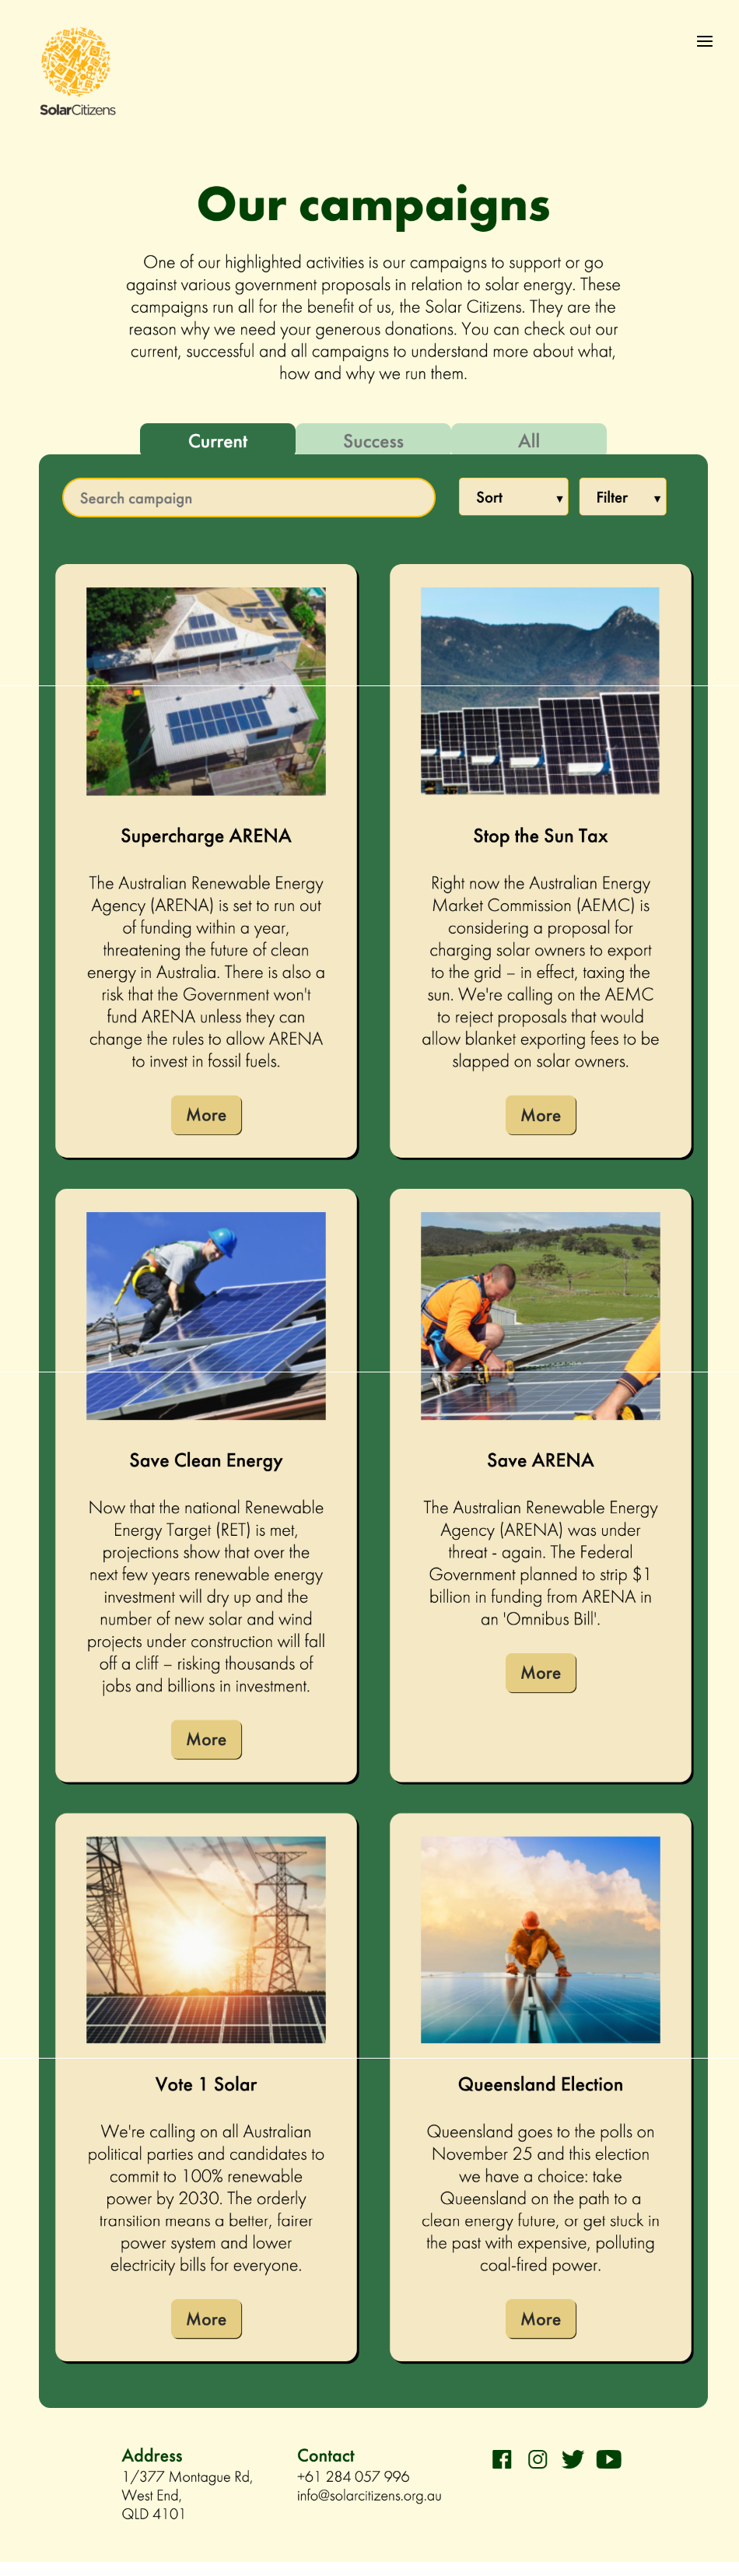 SolarCitizens
Our campaigns
One of our highlighted activities is our campaigns to support or go
against various government proposals in relation to solar energy. These
campaigns run all for the benefit of us, the Solar Citizens. They are the
reason why we need your generous donations. You can check out our
current, successful and all campaigns to understand more about what,
how and why we run them.
Current Success All
Search campaign Sort Filter
Supercharge ARENA
The Australian Renewable Energy
Agency (ARENA) is set to run out
of funding within a year,
threatening the future of clean
energy in Australia. There is also a
risk that the Government won't
fund ARENA unless they can
change the rules to allow ARENA
to invest in fossil fuels.
More
Stop the Sun Tax
Right now the Australian Energy
Market Commission (AEMC) is
considering a proposal for
charging solar owners to export
to the grid – in effect, taxing the
sun. We're calling on the AEMC
to reject proposals that would
allow blanket exporting fees to be
slapped on solar owners.
More
Save Clean Energy
Now that the national Renewable
Energy Target (RET) is met,
projections show that over the
next few years renewable energy
investment will dry up and the
number of new solar and wind
projects under construction will fall
off a cliff – risking thousands of
jobs and billions in investment.
More
Save ARENA
The Australian Renewable Energy
Agency (ARENA) was under
threat - again. The Federal
Government planned to strip $1
billion in funding from ARENA in
an 'Omnibus Bill'.
More
Vote 1 Solar
We're calling on all Australian
political parties and candidates to
commit to 100% renewable
power by 2030. The orderly
transition means a better, fairer
power system and lower
electricity bills for everyone.
More
Queensland Election
Queensland goes to the polls on
November 25 and this election
we have a choice: take
Queensland on the path to a
clean energy future, or get stuck in
the past with expensive, polluting
coal-fired power.
More
Address
1/377 Montague Rd,
West End,
QLD 4101
Contact
+61 284 057 996
info@solarcitizens.org.au